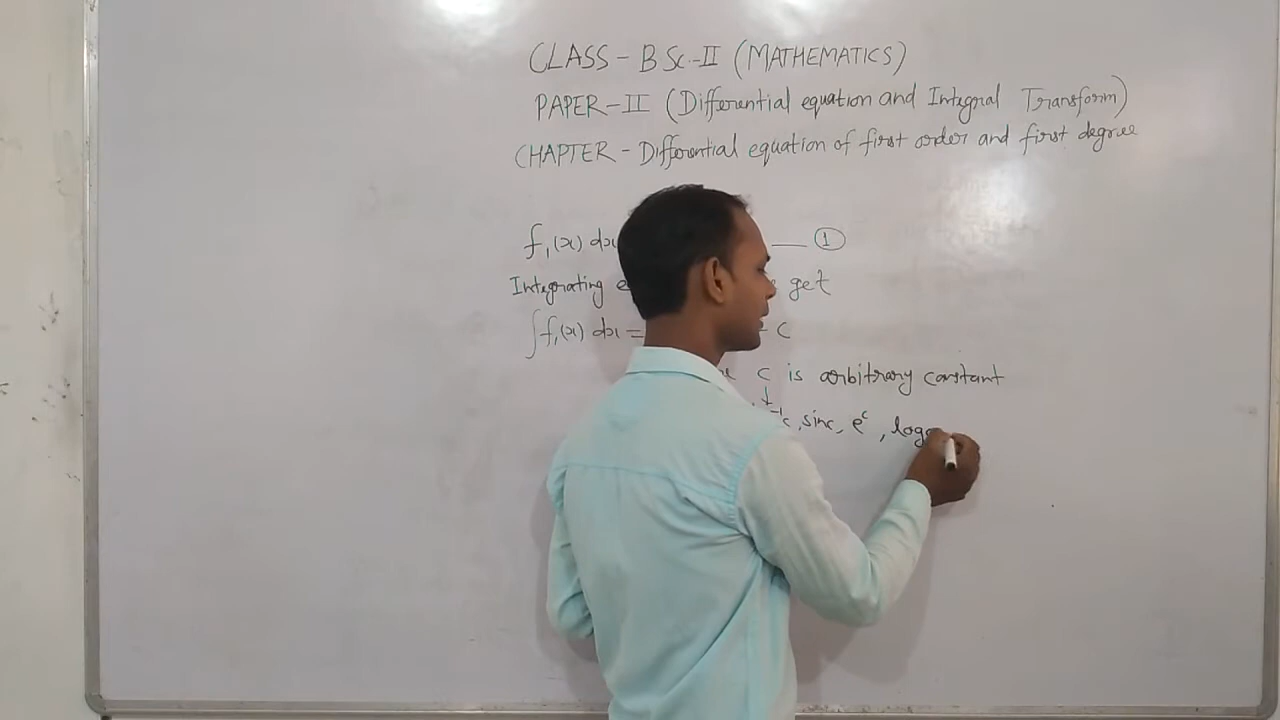 CLASS - B Sc.-II (MATHEMATICS)
PAPER-II (Differential equation and Integral Transform)
CHAPTER - Differential equation of first order and first degree
f₁(x) dx — ①
Integrating get
∫f₁(x) dx = C
c is arbitrary constant
↓
sinc, eᶜ, log